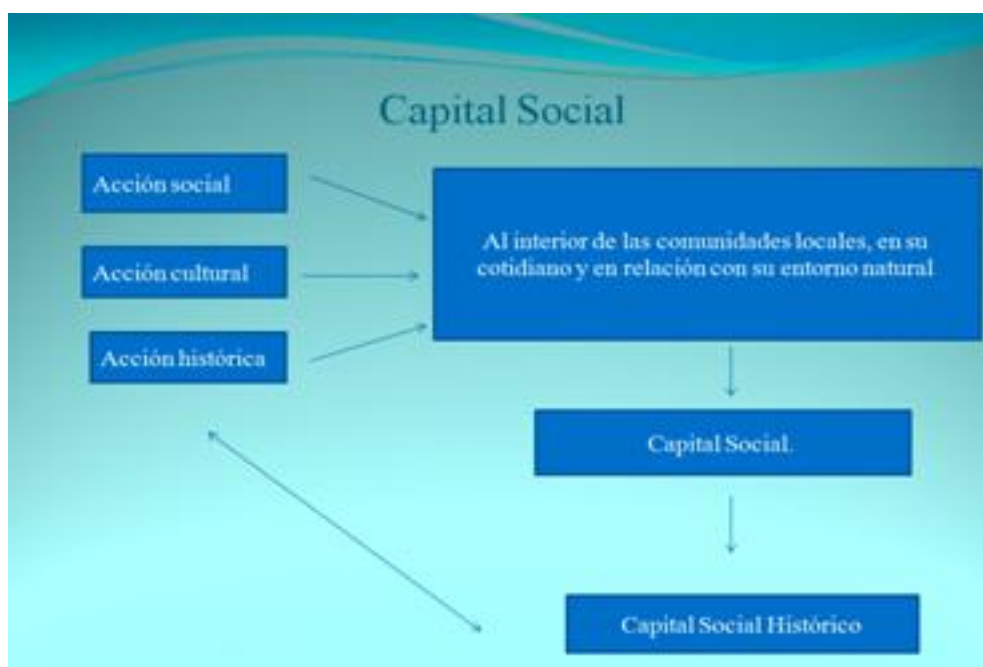 Capital Social
Acción social
Acción cultural
Acción histórica
Al interior de las comunidades locales, en su
cotidiano y en relación con su entorno natural
Capital Social.
Capital Social Histórico